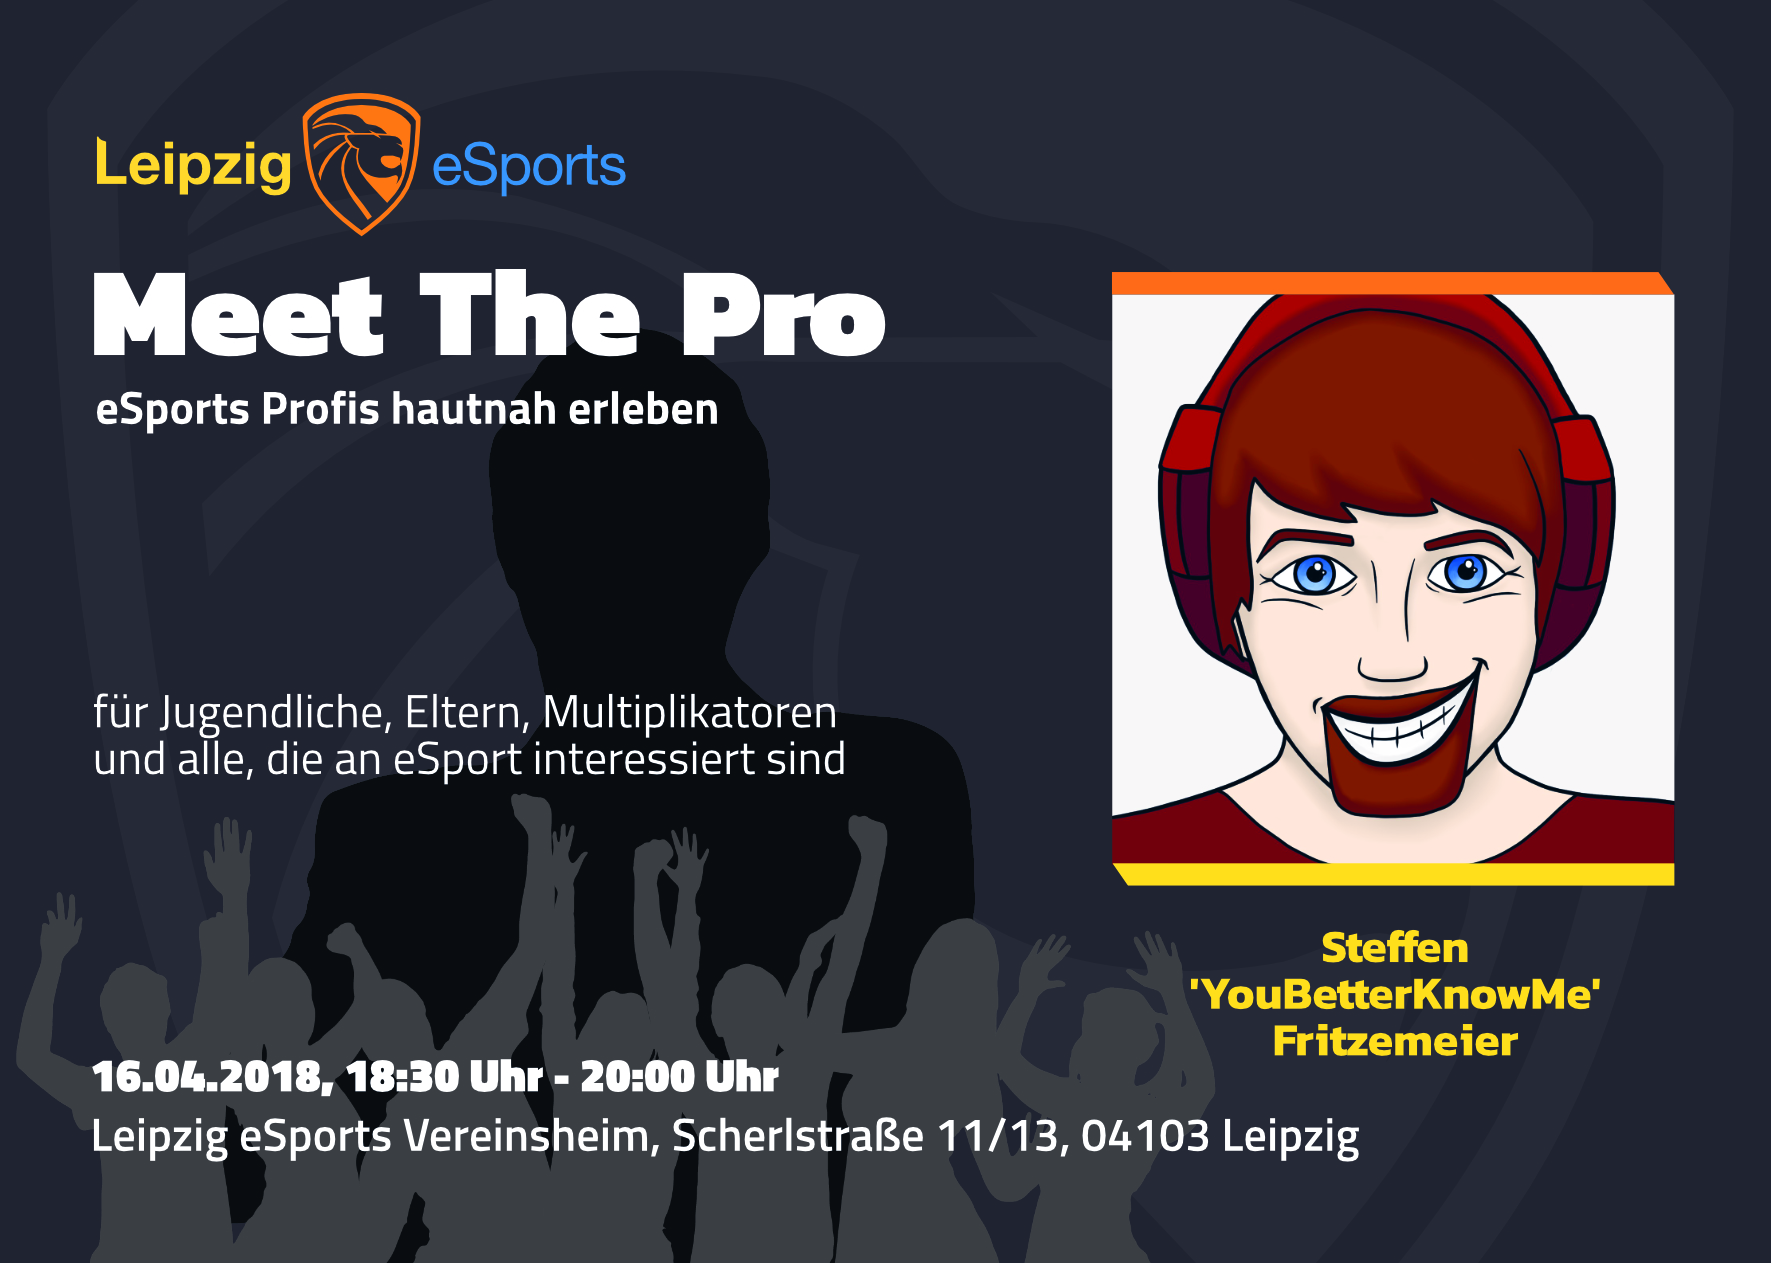 Leipzig eSports
Meet The Pro
eSports Profis hautnah erleben
für Jugendliche, Eltern, Multiplikatoren
und alle, die an eSport interessiert sind
Steffen
'YouBetterKnowMe'
Fritzemeier
16.04.2018, 18:30 Uhr - 20:00 Uhr
Leipzig eSports Vereinsheim, Scherlstraße 11/13, 04103 Leipzig